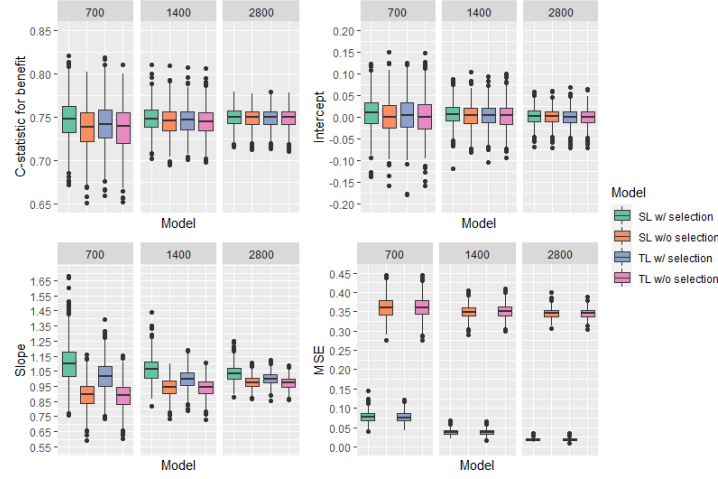 700 1400 2800
0.85
0.80
0.75
0.70
0.65
C-statistic for benefit
Model
700 1400 2800
0.20
0.15
0.10
0.05
0.00
-0.05
-0.10
-0.15
-0.20
Intercept
Model
700 1400 2800
1.65
1.55
1.45
1.35
1.25
1.15
1.05
0.95
0.85
0.75
0.65
0.55
Slope
Model
700 1400 2800
0.45
0.40
0.35
0.30
0.25
0.20
0.15
0.10
0.05
0.00
MSE
Model
Model
SL w/ selection
SL w/o selection
TL w/ selection
TL w/o selection